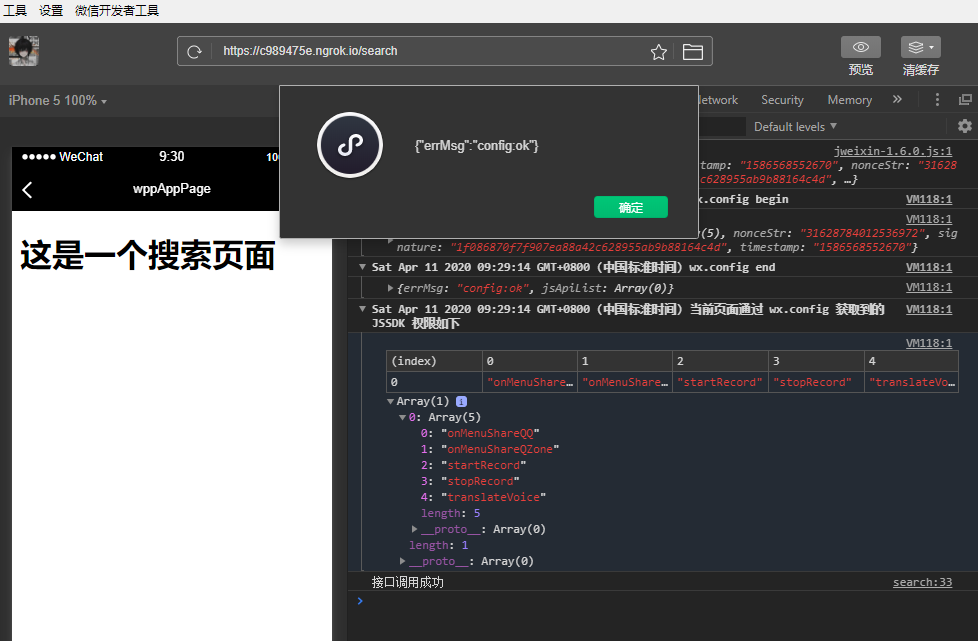 工具 设置 微信开发者工具
https://c989475e.ngrok.io/search
预览 清缓存
iPhone 5 100%
Security Memory
Default levels
jweixin-1.6.0.js:1
tamp: "1586568552670", nonceStr: "31628
c628955ab9b88164c4d", …}
{"errMsg":"config:ok"}
确定
x.config begin VM118:1
VM118:1
ay(5), nonceStr: "31628784012536972", sig
nature: "1f086870f7f907ea88a42c628955ab9b88164c4d", timestamp: "1586568552670"}
Sat Apr 11 2020 09:29:14 GMT+0800 (中国标准时间) wx.config end VM118:1
{errMsg: "config:ok", jsApiList: Array(0)} VM118:1
Sat Apr 11 2020 09:29:14 GMT+0800 (中国标准时间) 当前页面通过 wx.config 获取到的 VM118:1
JSSDK 权限如下
VM118:1
(index) 0 1 2 3 4
0 "onMenuShare… "onMenuShare… "startRecord" "stopRecord" "translateVo…
Array(1) i
0: Array(5)
0: "onMenuShareQQ"
1: "onMenuShareQZone"
2: "startRecord"
3: "stopRecord"
4: "translateVoice"
length: 5
__proto__: Array(0)
length: 1
__proto__: Array(0)
接口调用成功 search:33
WeChat 9:30 10
wppAppPage
这是一个搜索页面